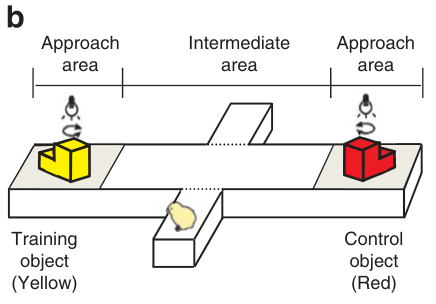 b
Approach
area
Intermediate
area
Approach
area
Training
object
(Yellow)
Control
object
(Red)